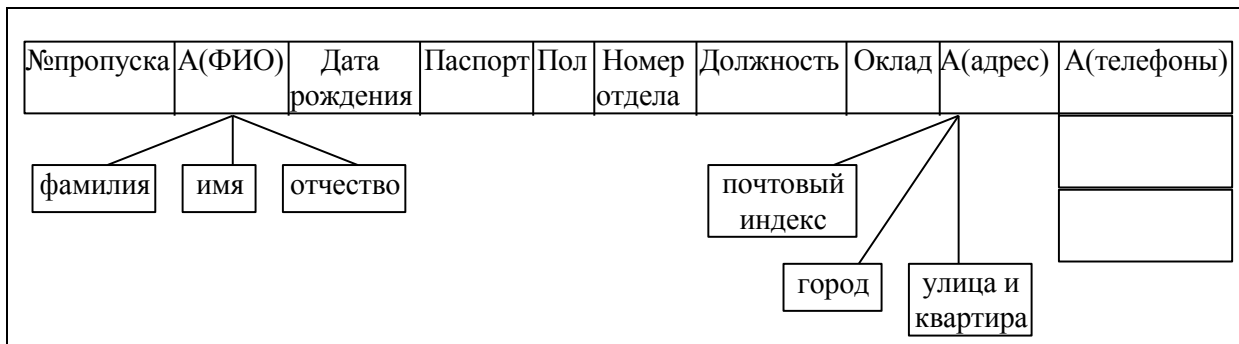 №пропуска А(ФИО) Дата рождения Паспорт Пол Номер отдела Должность Оклад А(адрес) А(телефоны)
фамилия имя отчество
почтовый
индекс
город
улица и
квартира